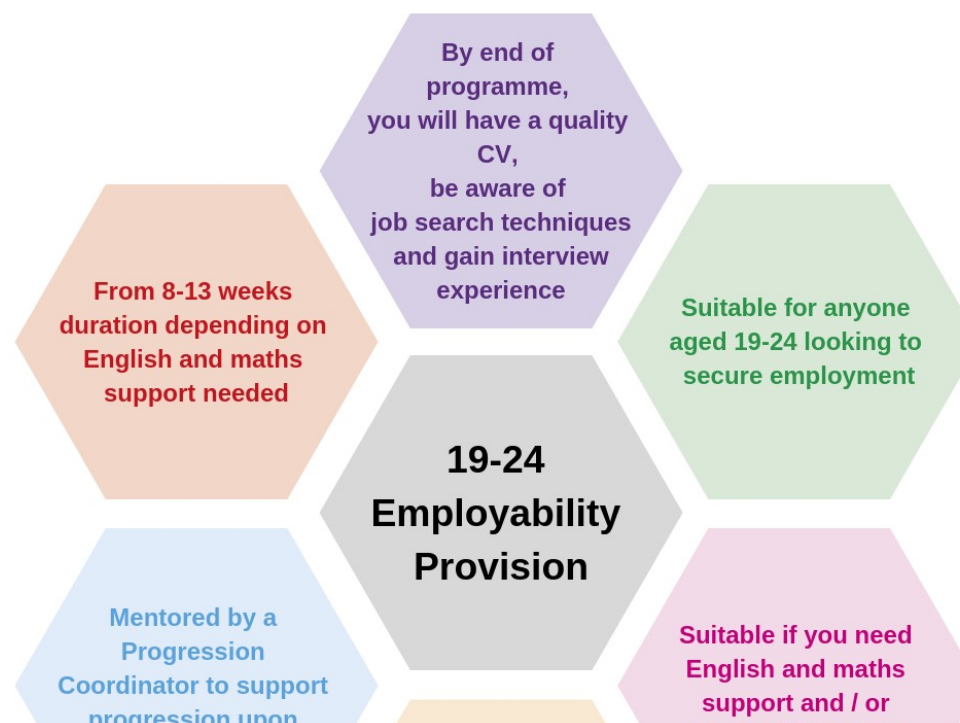 By end of
programme,
you will have a quality
CV,
be aware of
job search techniques
and gain interview
experience
From 8-13 weeks
duration depending on
English and maths
support needed
Suitable for anyone
aged 19-24 looking to
secure employment
19-24
Employability
Provision
Mentored by a
Progression
Coordinator to support
progression upon
Suitable if you need
English and maths
support and / or